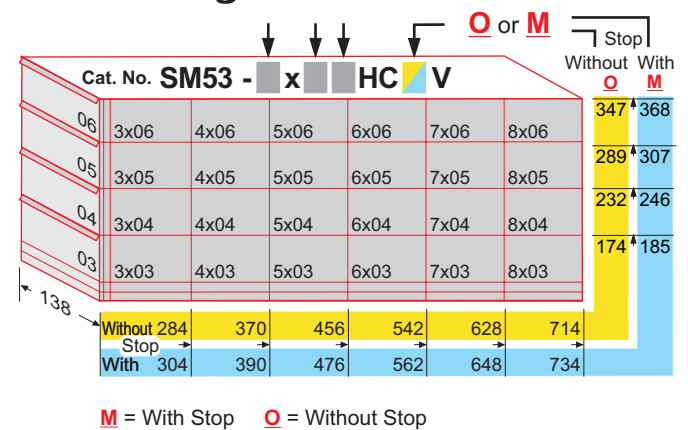 O or M
Stop
Without With
O M
Cat. No. SM53 - x HC V
347 368
06 3x06 4x06 5x06 6x06 7x06 8x06
289 307
05 3x05 4x05 5x05 6x05 7x05 8x05
232 246
04 3x04 4x04 5x04 6x04 7x04 8x04
174 185
03 3x03 4x03 5x03 6x03 7x03 8x03
138
Without 284 370 456 542 628 714
Stop
With 304 390 476 562 648 734
M = With Stop O = Without Stop